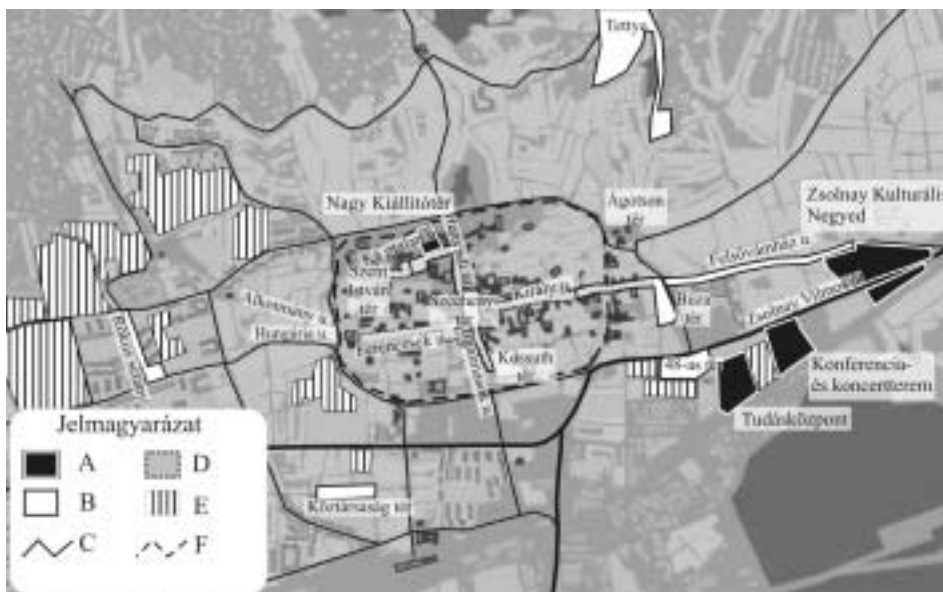 Tettye
Nagy Kiállítótér
Ágoston
tér
Zsolnay Kulturális
Negyed
Felsővámház u.
Szent
István
tér
Széchenyi
Király u.
Búza
tér
Zsolnay Vilmos u.
Alkotmány u.
Hungária u.
Ferencesek u.
Kossuth
tér
48-as
Konferencia-
és koncertterem
Tudásközpont
Köztársaság tér
Jelmagyarázat
A
B
C
D
E
F